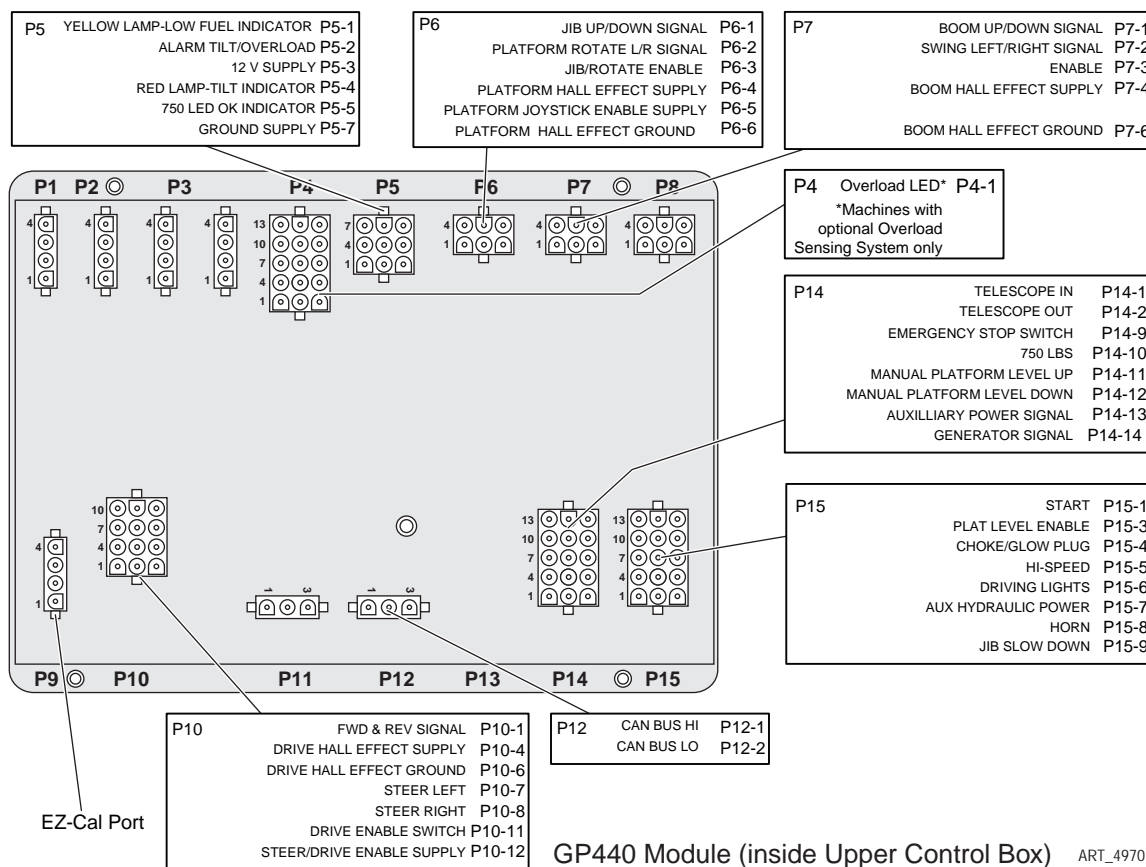 P5 YELLOW LAMP-LOW FUEL INDICATOR P5-1
ALARM TILT/OVERLOAD P5-2
12 V SUPPLY P5-3
RED LAMP-TILT INDICATOR P5-4
750 LED OK INDICATOR P5-5
GROUND SUPPLY P5-7
P6 JIB UP/DOWN SIGNAL P6-1
PLATFORM ROTATE L/R SIGNAL P6-2
JIB/ROTATE ENABLE P6-3
PLATFORM HALL EFFECT SUPPLY P6-4
PLATFORM JOYSTICK ENABLE SUPPLY P6-5
PLATFORM HALL EFFECT GROUND P6-6
P7 BOOM UP/DOWN SIGNAL P7-1
SWING LEFT/RIGHT SIGNAL P7-2
ENABLE P7-3
BOOM HALL EFFECT SUPPLY P7-4
BOOM HALL EFFECT GROUND P7-6
P4 Overload LED* P4-1
*Machines with
optional Overload
Sensing System only
P1 P2 P3 P4 P5 P6 P7 P8
4 4 4 4 13 7 4 4 4
10 4 1 1 1
7 1
4
1 1 1 1 1
P14 TELESCOPE IN P14-1
TELESCOPE OUT P14-2
EMERGENCY STOP SWITCH P14-9
750 LBS P14-10
MANUAL PLATFORM LEVEL UP P14-11
MANUAL PLATFORM LEVEL DOWN P14-12
AUXILLIARY POWER SIGNAL P14-13
GENERATOR SIGNAL P14-14
P15 START P15-1
PLAT LEVEL ENABLE P15-3
CHOKE/GLOW PLUG P15-4
HI-SPEED P15-5
DRIVING LIGHTS P15-6
AUX HYDRAULIC POWER P15-7
HORN P15-8
JIB SLOW DOWN P15-9
10 13 13
7 10 10
4 4 7 7
1 4 4
1 1 3 1 3 1 1
P9 P10 P11 P12 P13 P14 P15
P10 FWD & REV SIGNAL P10-1
DRIVE HALL EFFECT SUPPLY P10-4
DRIVE HALL EFFECT GROUND P10-6
STEER LEFT P10-7
STEER RIGHT P10-8
DRIVE ENABLE SWITCH P10-11
STEER/DRIVE ENABLE SUPPLY P10-12
P12 CAN BUS HI P12-1
CAN BUS LO P12-2
EZ-Cal Port
GP440 Module (inside Upper Control Box)
ART_4970